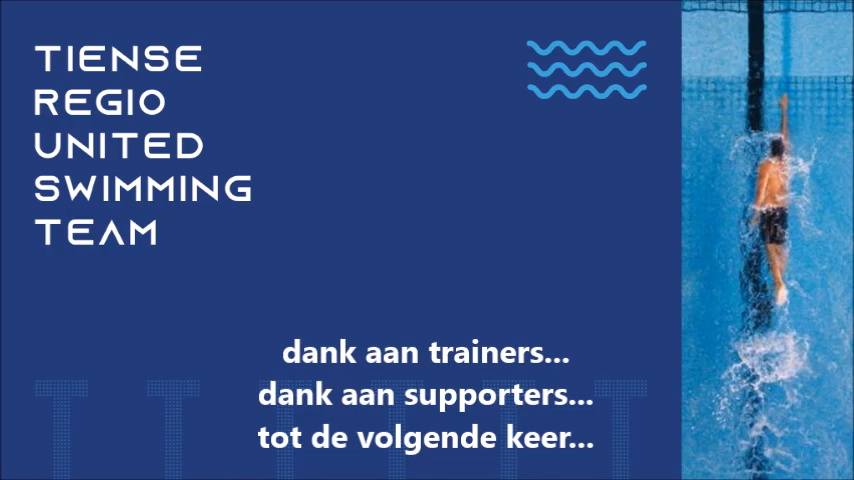 TIENSE
REGIO
UNITED
SWIMMING
TEAM
dank aan trainers...
dank aan supporters...
tot de volgende keer...